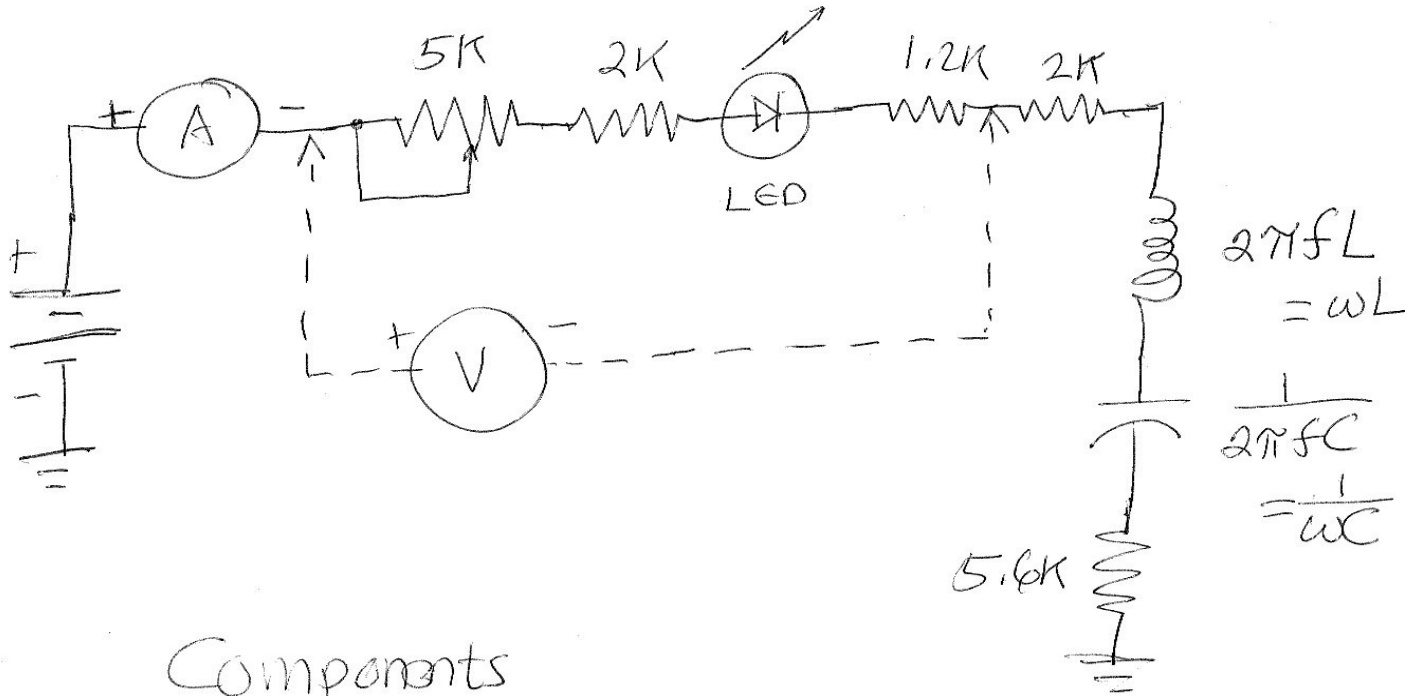 5K
2K
1.2K
2K
+
A
-
LED
+
-
-
+
V
-
2πfL
= ωL
1
2πfC
= 1
ωC
5.6K
Components